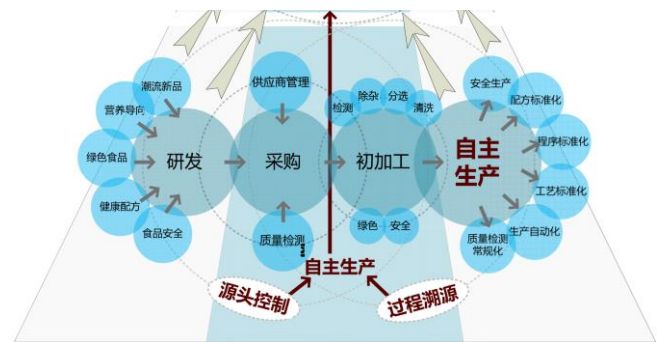 潮流新品
营养导向
绿色食品
健康配方
食品安全
研发
供应商管理
采购
质量检测
检测
除杂
分选
清洗
初加工
绿色
安全
自主
生产
安全生产
配方标准化
程序标准化
工艺标准化
生产自动化
质量检测
常规化
自主生产
源头控制
过程溯源